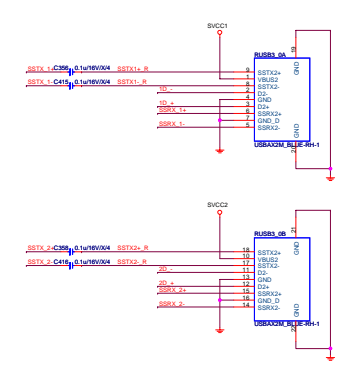 SVCC1
RUSB3_0A
19
GND
SSTX_1+ C356 0.1u/16V/X/4 SSTX1+_R 9 SSTX2+
1 VBUS2
SSTX_1- C415 0.1u/16V/X/4 SSTX1-_R 8 SSTX2-
1D_- 2 D2-
4 GND
1D_+ 3 D2+
SSRX_1+ 6 SSRX2+
7 GND_D
SSRX_1- 5 SSRX2-
GND
USBAX2M_BLUE-RH-1
SVCC2
RUSB3_0B
21
GND
SSTX_2+ C358 0.1u/16V/X/4 SSTX2+_R 18 SSTX2+
10 VBUS2
SSTX_2- C416 0.1u/16V/X/4 SSTX2-_R 17 SSTX2-
2D_- 11 D2-
13 GND
2D_+ 12 D2+
SSRX_2+ 15 SSRX2+
16 GND_D
SSRX_2- 14 SSRX2-
GND
USBAX2M_BLUE-RH-1